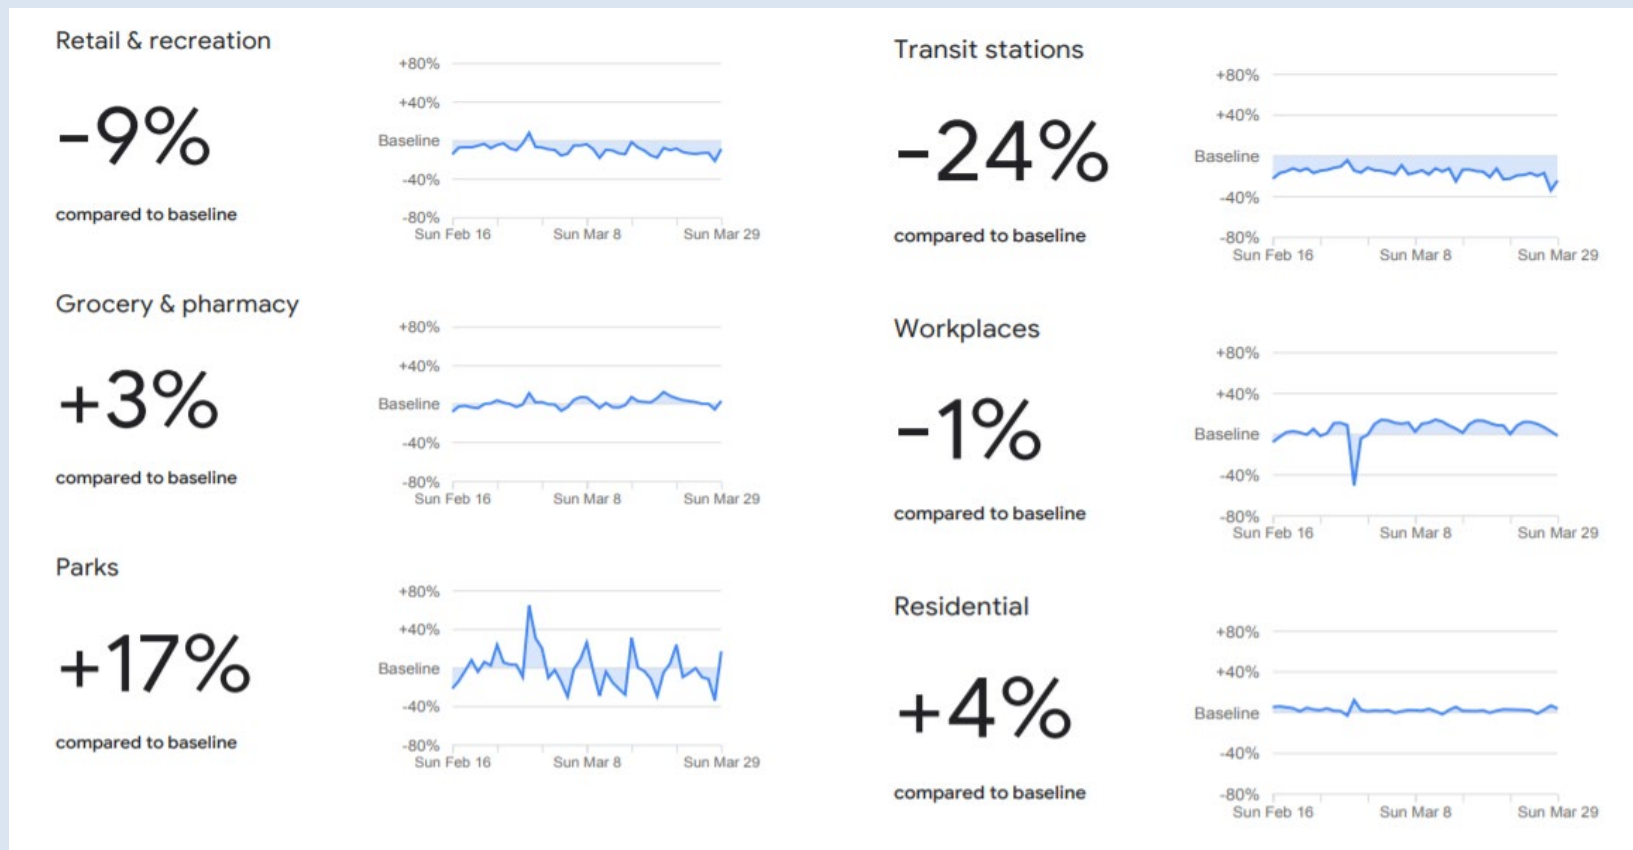 Retail & recreation
-9%
compared to baseline
+80%
+40%
Baseline
-40%
-80%
Sun Feb 16 Sun Mar 8 Sun Mar 29
Grocery & pharmacy
+3%
compared to baseline
+80%
+40%
Baseline
-40%
-80%
Sun Feb 16 Sun Mar 8 Sun Mar 29
Parks
+17%
compared to baseline
+80%
+40%
Baseline
-40%
-80%
Sun Feb 16 Sun Mar 8 Sun Mar 29
Transit stations
-24%
compared to baseline
+80%
+40%
Baseline
-40%
-80%
Sun Feb 16 Sun Mar 8 Sun Mar 29
Workplaces
-1%
compared to baseline
+80%
+40%
Baseline
-40%
-80%
Sun Feb 16 Sun Mar 8 Sun Mar 29
Residential
+4%
compared to baseline
+80%
+40%
Baseline
-40%
-80%
Sun Feb 16 Sun Mar 8 Sun Mar 29